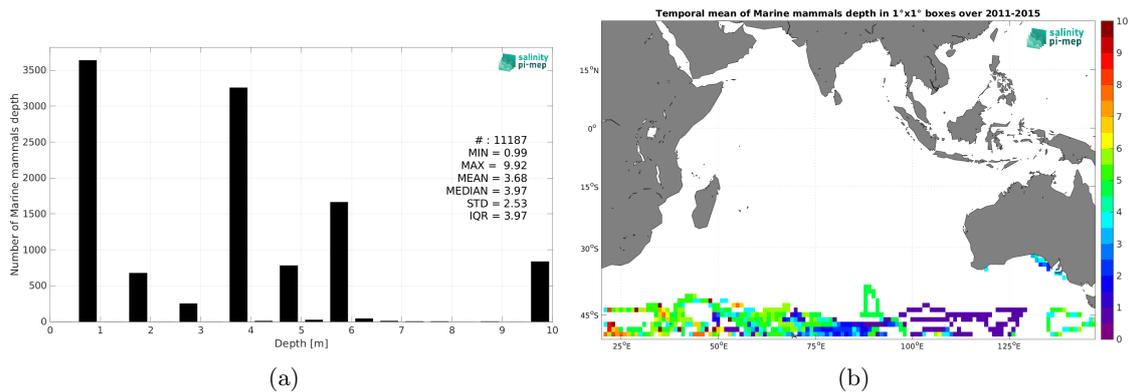 salinity
pi-mep
3500
3000
2500
2000
1500
1000
500
0
Number of Marine mammals depth
# : 11187
MIN = 0.99
MAX = 9.92
MEAN = 3.68
MEDIAN = 3.97
STD = 2.53
IQR = 3.97
0 1 2 3 4 5 6 7 8 9 10
Depth [m]
(a)
Temporal mean of Marine mammals depth in 1°x1° boxes over 2011-2015
salinity
pi-mep
15°N
0°
15°S
30°S
45°S
25°E 50°E 75°E 100°E 125°E
10
9
8
7
6
5
4
3
2
1
0
(b)